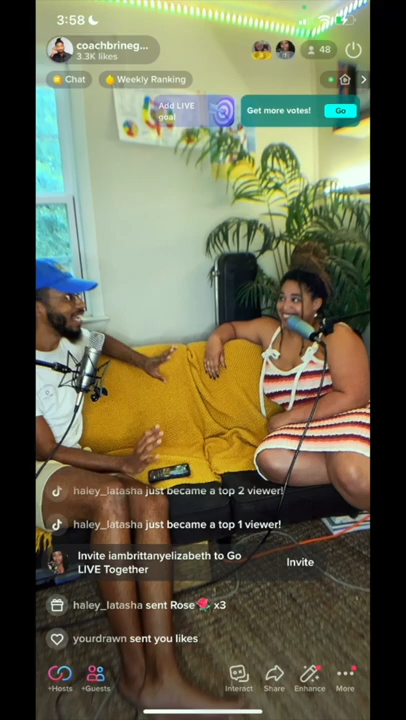 3:58
coachbrineg...
3.3K likes
48
Chat
Weekly Ranking
Add LIVE
goal
Get more votes!
Go
haley_latasha just became a top 2 viewer!
haley_latasha just became a top 1 viewer!
Invite iambrittanyelizabeth to Go
LIVE Together
Invite
haley_latasha sent Rose 🌹 x3
yourdrawn sent you likes
+Hosts
+Guests
Interact
Share
Enhance
More